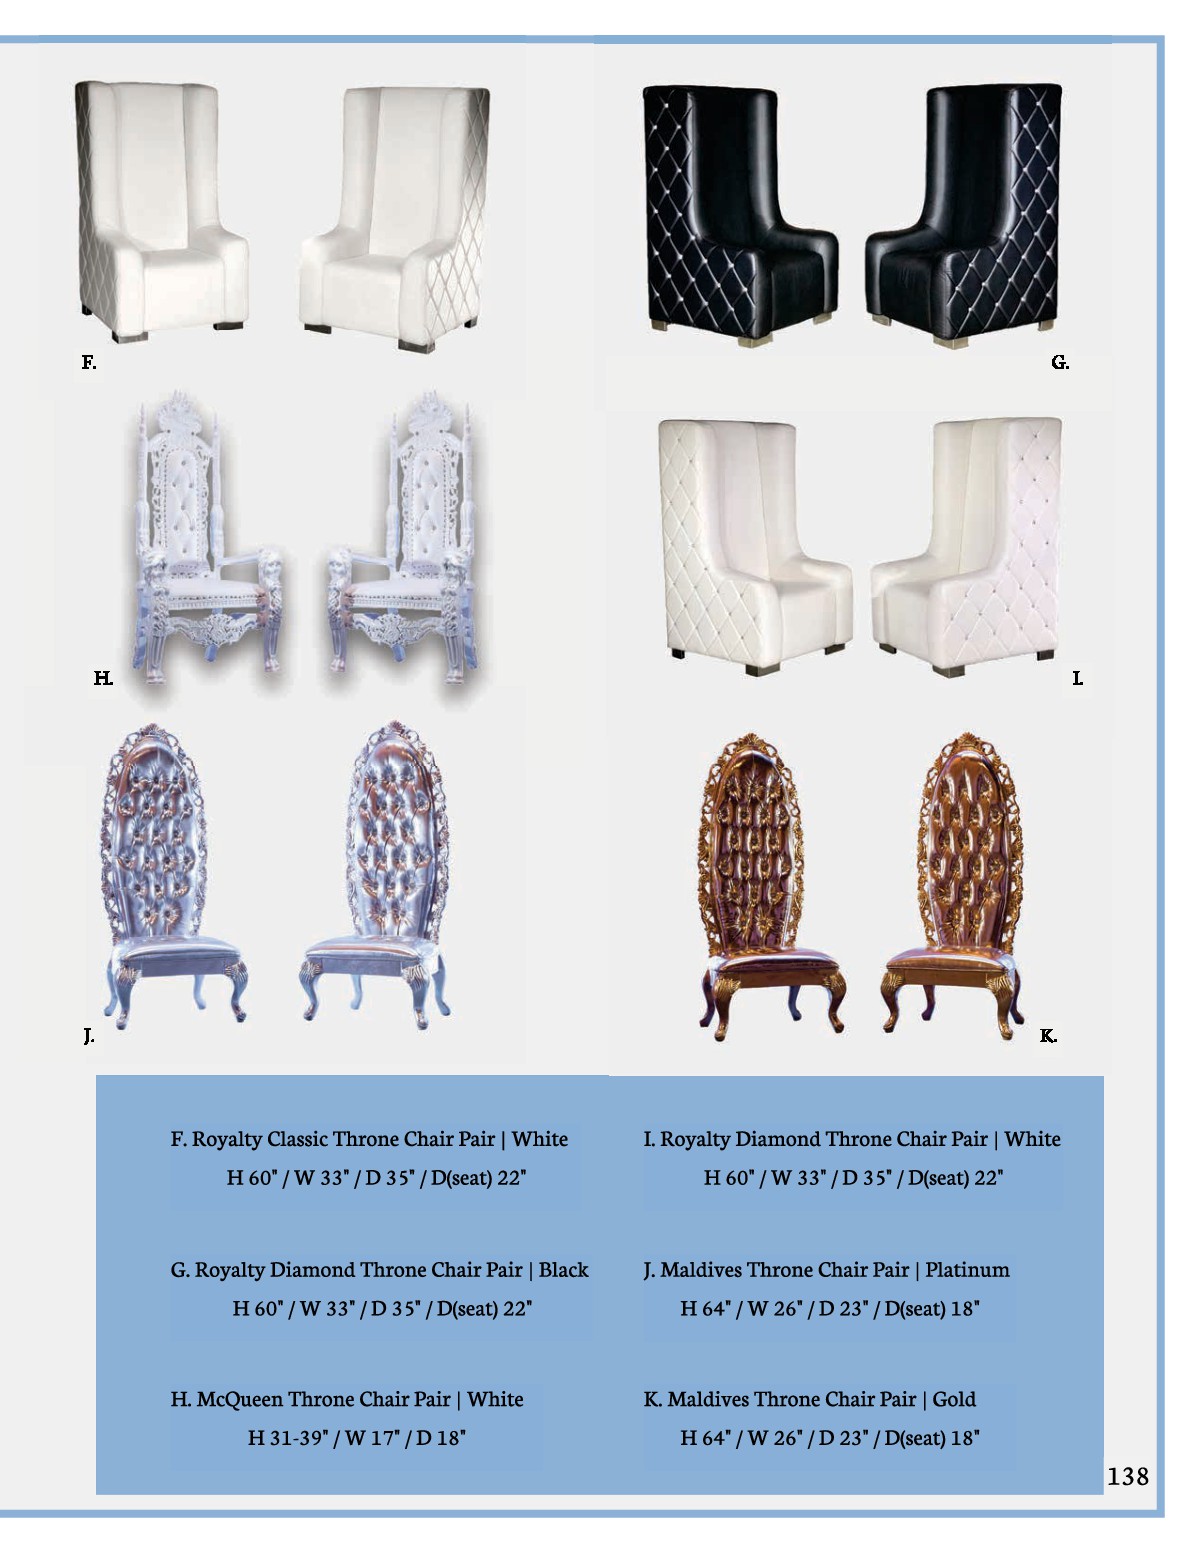 F.
G.
H.
I.
J.
K.
F. Royalty Classic Throne Chair Pair | White
H 60" / W 33" / D 35" / D(seat) 22"
G. Royalty Diamond Throne Chair Pair | Black
H 60" / W 33" / D 35" / D(seat) 22"
H. McQueen Throne Chair Pair | White
H 31-39" / W 17" / D 18"
I. Royalty Diamond Throne Chair Pair | White
H 60" / W 33" / D 35" / D(seat) 22"
J. Maldives Throne Chair Pair | Platinum
H 64" / W 26" / D 23" / D(seat) 18"
K. Maldives Throne Chair Pair | Gold
H 64" / W 26" / D 23" / D(seat) 18"
138